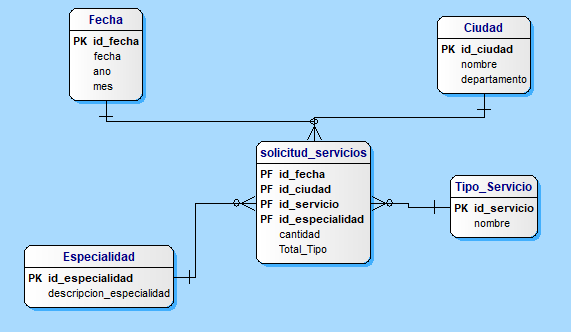 Fecha
PK id_fecha
fecha
ano
mes
Ciudad
PK id_ciudad
nombre
departamento
solicitud_servicios
PF id_fecha
PF id_ciudad
PF id_servicio
PF id_especialidad
cantidad
Total_Tipo
Tipo_Servicio
PK id_servicio
nombre
Especialidad
PK id_especialidad
descripcion_especialidad